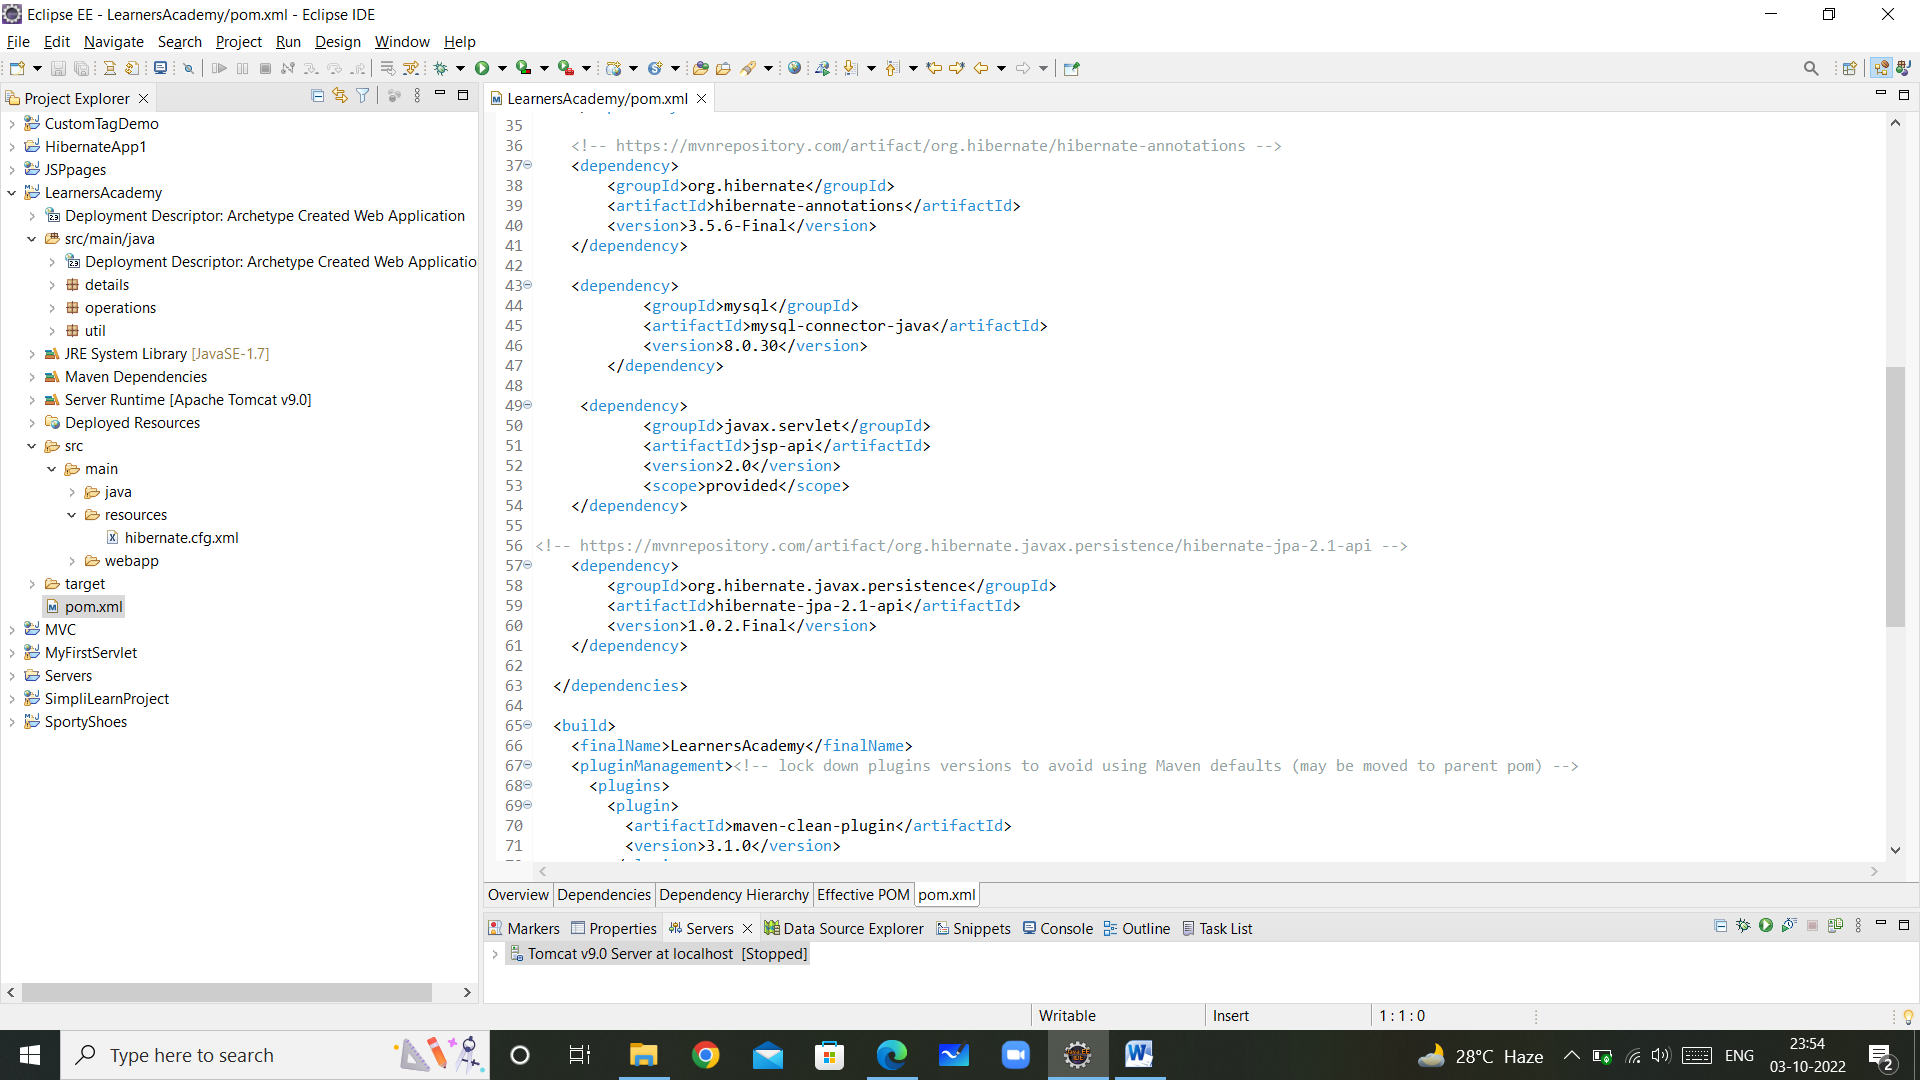 Eclipse EE - LearnersAcademy/pom.xml - Eclipse IDE
File Edit Navigate Search Project Run Design Window Help
Project Explorer
CustomTagDemo
HibernateApp1
JSPpages
LearnersAcademy
Deployment Descriptor: Archetype Created Web Application
src/main/java
Deployment Descriptor: Archetype Created Web Applicatio
details
operations
util
JRE System Library [JavaSE-1.7]
Maven Dependencies
Server Runtime [Apache Tomcat v9.0]
Deployed Resources
src
main
java
resources
hibernate.cfg.xml
webapp
target
pom.xml
MVC
MyFirstServlet
Servers
SimpliLearnProject
SportyShoes
LearnersAcademy/pom.xml
35
36 <!-- https://mvnrepository.com/artifact/org.hibernate/hibernate-annotations -->
37 <dependency>
38 <groupId>org.hibernate</groupId>
39 <artifactId>hibernate-annotations</artifactId>
40 <version>3.5.6-Final</version>
41 </dependency>
42
43 <dependency>
44 <groupId>mysql</groupId>
45 <artifactId>mysql-connector-java</artifactId>
46 <version>8.0.30</version>
47 </dependency>
48
49 <dependency>
50 <groupId>javax.servlet</groupId>
51 <artifactId>jsp-api</artifactId>
52 <version>2.0</version>
53 <scope>provided</scope>
54 </dependency>
55
56 <!-- https://mvnrepository.com/artifact/org.hibernate.javax.persistence/hibernate-jpa-2.1-api -->
57 <dependency>
58 <groupId>org.hibernate.javax.persistence</groupId>
59 <artifactId>hibernate-jpa-2.1-api</artifactId>
60 <version>1.0.2.Final</version>
61 </dependency>
62
63 </dependencies>
64
65 <build>
66 <finalName>LearnersAcademy</finalName>
67 <pluginManagement><!-- lock down plugins versions to avoid using Maven defaults (may be moved to parent pom) -->
68 <plugins>
69 <plugin>
70 <artifactId>maven-clean-plugin</artifactId>
71 <version>3.1.0</version>
Overview Dependencies Dependency Hierarchy Effective POM pom.xml
Markers Properties Servers Data Source Explorer Snippets Console Outline Task List
Tomcat v9.0 Server at localhost [Stopped]
Writable Insert 1 : 1 : 0
Type here to search
28°C Haze ENG
23:54
03-10-2022
2